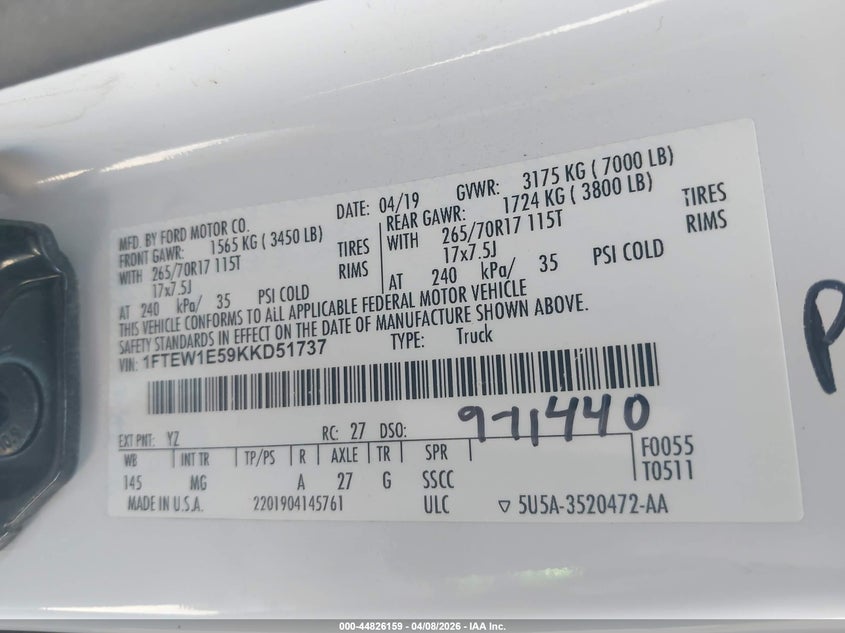 MFD. BY FORD MOTOR CO.
DATE: 04/19 GVWR: 3175 KG ( 7000 LB)
FRONT GAWR: 1565 KG ( 3450 LB)
REAR GAWR: 1724 KG ( 3800 LB)
WITH 265/70R17 115T TIRES
WITH 265/70R17 115T TIRES
17x7.5J RIMS
17x7.5J RIMS
AT 240 kPa/ 35 PSI COLD
AT 240 kPa/ 35 PSI COLD
THIS VEHICLE CONFORMS TO ALL APPLICABLE FEDERAL MOTOR VEHICLE
SAFETY STANDARDS IN EFFECT ON THE DATE OF MANUFACTURE SHOWN ABOVE.
VIN: 1FTEW1E59KKD51737 TYPE: Truck
EXT PNT: YZ RC: 27 DSO: 971440
WB INT TR TP/PS R AXLE TR SPR F0055
145 MG A 27 G SSCC T0511
MADE IN U.S.A. 2201904145761 ULC 5U5A-3520472-AA
P
000-44826159 - 04/08/2026 - IAA Inc.